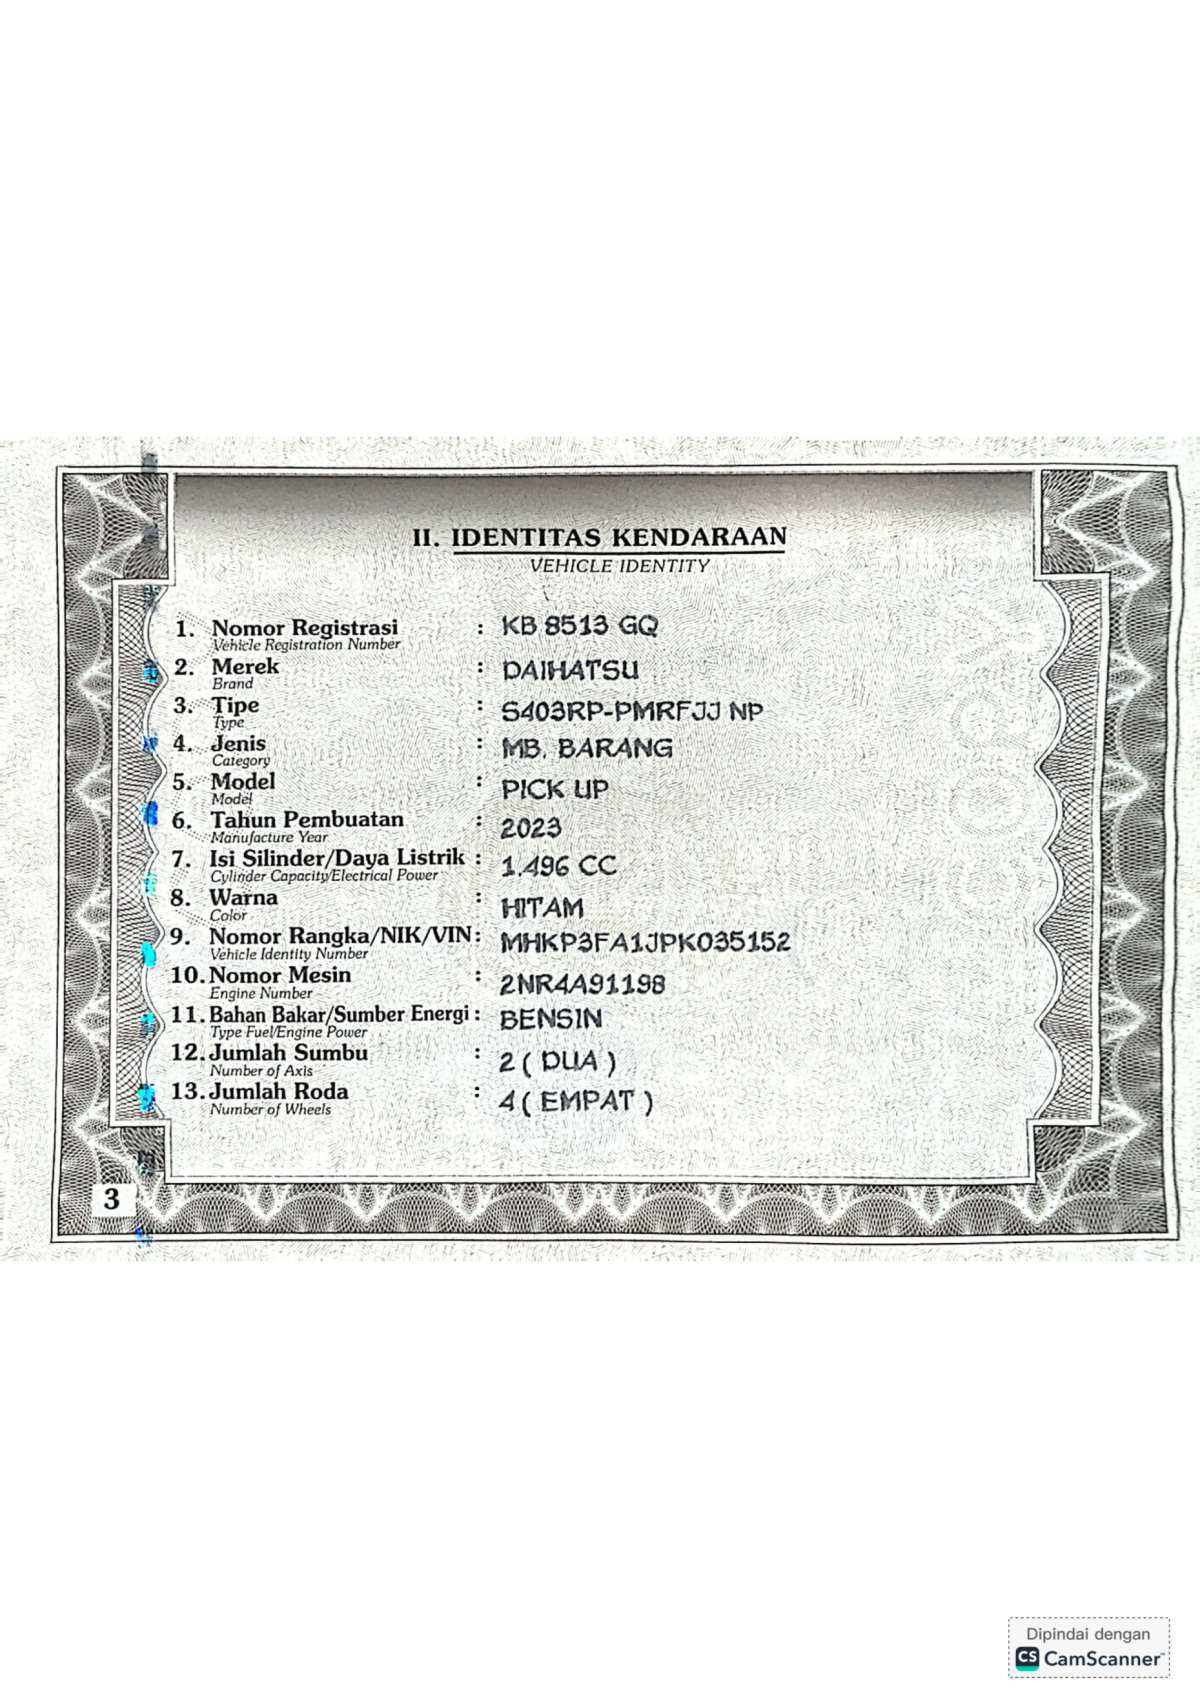 II. IDENTITAS KENDARAAN
VEHICLE IDENTITY
1. Nomor Registrasi : KB 8513 GQ
Vehicle Registration Number
2. Merek : DAIHATSU
Brand
3. Tipe : S403RP-PMRFJJ NP
Type
4. Jenis : MB. BARANG
Category
5. Model : PICK UP
Model
6. Tahun Pembuatan : 2023
Manufacture Year
7. Isi Silinder/Daya Listrik : 1.496 CC
Cylinder Capacity/Electrical Power
8. Warna : HITAM
Color
9. Nomor Rangka/NIK/VIN : MHKP3FA1JPK035152
Vehicle Identity Number
10. Nomor Mesin : 2NR4A91198
Engine Number
11. Bahan Bakar/Sumber Energi : BENSIN
Type Fuel/Engine Power
12. Jumlah Sumbu : 2 ( DUA )
Number of Axis
13. Jumlah Roda : 4 ( EMPAT )
Number of Wheels
3
Dipindai dengan
CS CamScanner